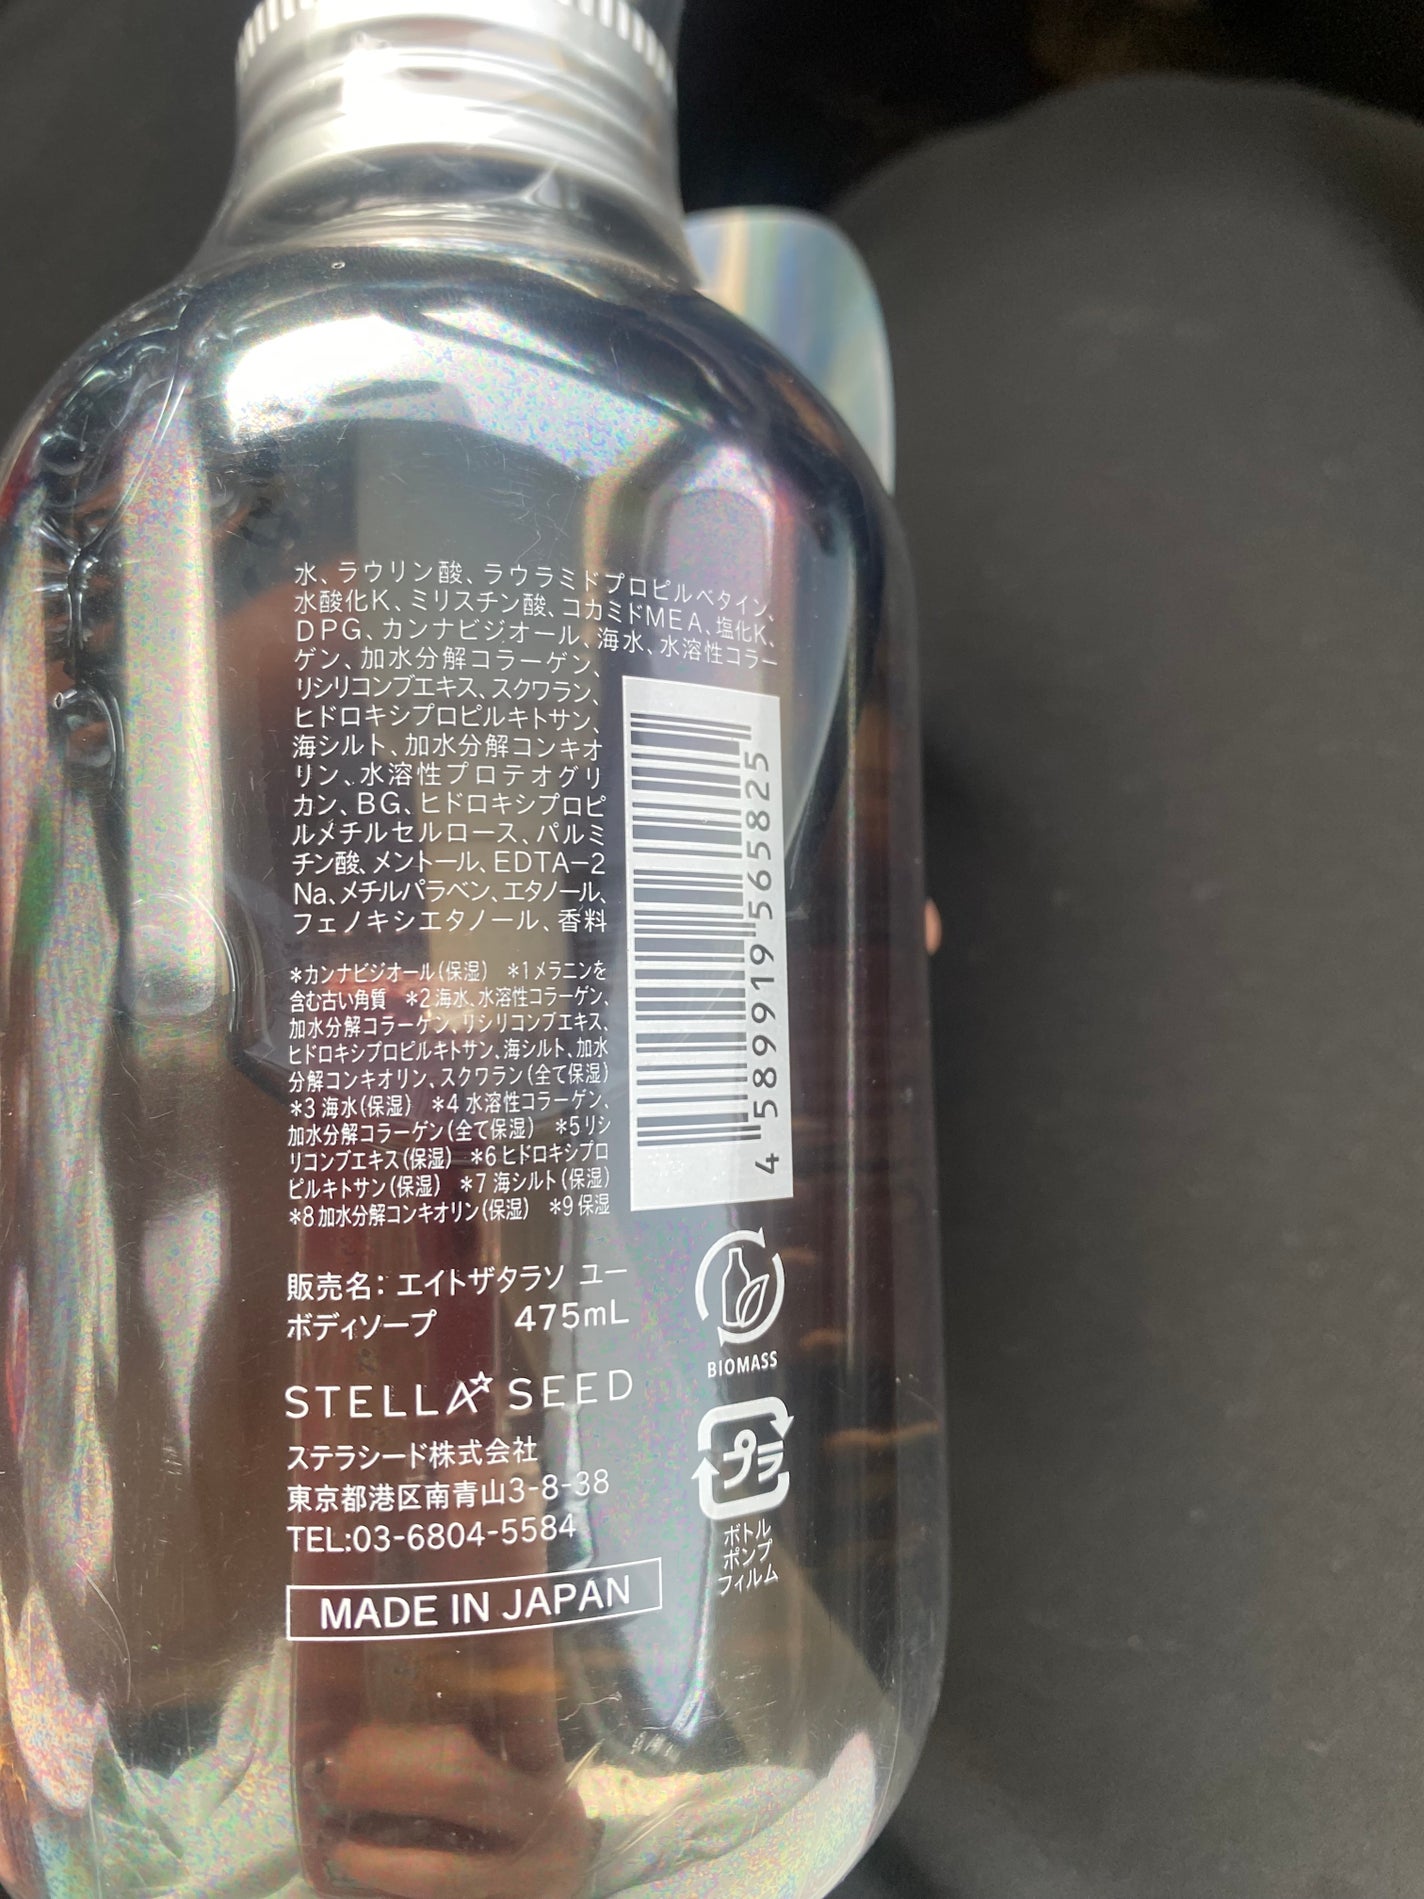 水、ラウリン酸、ラウラミドプロピルベタイン、
水酸化K、ミリスチン酸、コカミドMEA、塩化K、
DPG、カンナビジオール、海水、水溶性コラー
ゲン、加水分解コラーゲン、
リシリコンブエキス、スクワラン、
ヒドロキシプロピルキトサン、
海シルト、加水分解コンキオ
リン、水溶性プロテオグリ
カン、BG、ヒドロキシプロピ
ルメチルセルロース、パルミ
チン酸、メントール、EDTA−2
Na、メチルパラベン、エタノール、
フェノキシエタノール、香料
*カンナビジオール(保湿) *1メラニンを
含む古い角質 *2海水、水溶性コラーゲン、
加水分解コラーゲン、リシリコンブエキス、
ヒドロキシプロピルキトサン、海シルト、加水
分解コンキオリン、スクワラン(全て保湿)
*3海水(保湿) *4水溶性コラーゲン、
加水分解コラーゲン(全て保湿) *5リシ
リコンブエキス(保湿) *6ヒドロキシプロ
ピルキトサン(保湿) *7海シルト(保湿)
*8加水分解コンキオリン(保湿) *9保湿
4 589919 565825
販売名：エイトザタラソ ユー
ボディソープ 475mL
BIOMASS
STELLA SEED
ステラシード株式会社
東京都港区南青山3-8-38
TEL:03-6804-5584
プラ
ボトル
ポンプ
フィルム
MADE IN JAPAN